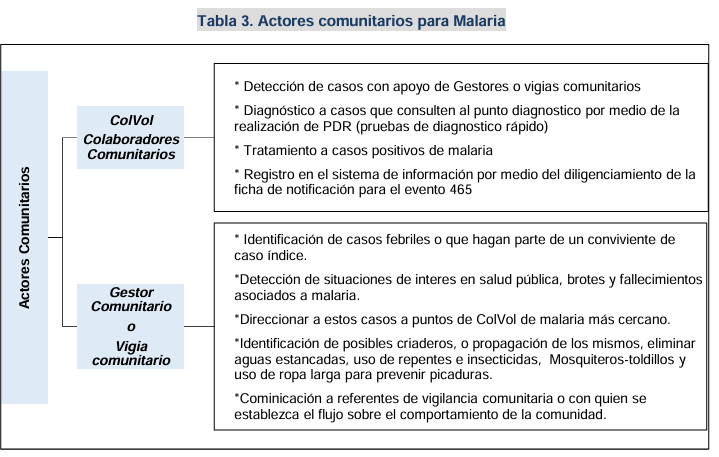 Tabla 3. Actores comunitarios para Malaria
Actores Comunitarios
ColVol
Colaboradores
Comunitarios
* Detección de casos con apoyo de Gestores o vigias comunitarios
* Diagnóstico a casos que consulten al punto diagnostico por medio de la
realización de PDR (pruebas de diagnostico rápido)
* Tratamiento a casos positivos de malaria
* Registro en el sistema de información por medio del diligenciamiento de la
ficha de notificación para el evento 465
Gestor
Comunitario
o
Vigia
comunitario
* Identificación de casos febriles o que hagan parte de un conviviente de
caso índice.
*Detección de situaciones de interes en salud pública, brotes y fallecimientos
asociados a malaria.
*Direccionar a estos casos a puntos de ColVol de malaria más cercano.
*Identificación de posibles criaderos, o propagación de los mismos, eliminar
aguas estancadas, uso de repentes e insecticidas, Mosquiteros-toldillos y
uso de ropa larga para prevenir picaduras.
*Cominicación a referentes de vigilancia comunitaria o con quien se
establezca el flujo sobre el comportamiento de la comunidad.